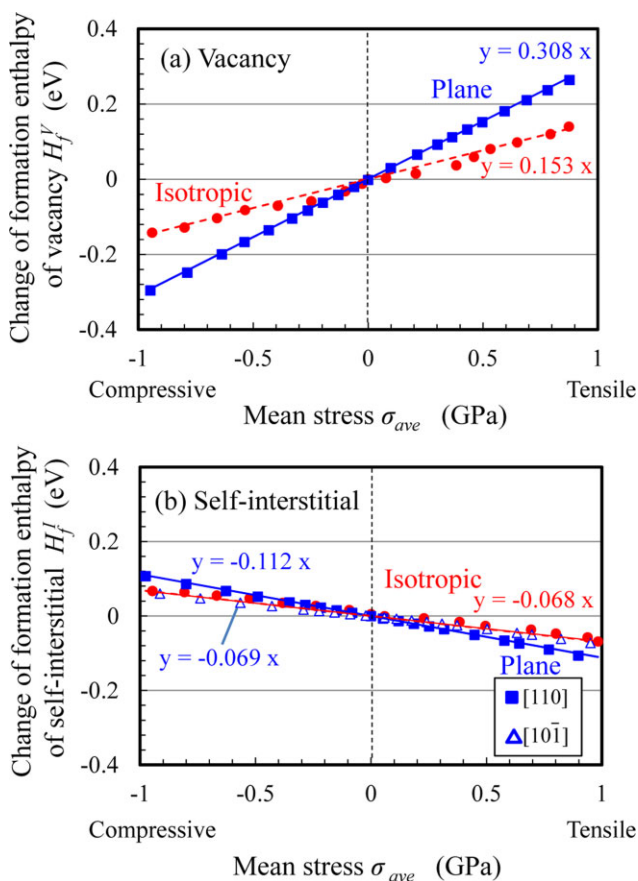 (a) Vacancy
y = 0.308 x
Plane
Isotropic
y = 0.153 x
Change of formation enthalpy
of vacancy H_f^V (eV)
0.4
0.2
0
-0.2
-0.4
-1
-0.5
0
0.5
1
Compressive
Tensile
Mean stress σ_ave (GPa)
(b) Self-interstitial
y = -0.112 x
Isotropic
y = -0.068 x
y = -0.069 x
Plane
[110]
[101̄]
Change of formation enthalpy
of self-interstitial H_f^I (eV)
0.4
0.2
0
-0.2
-0.4
-1
-0.5
0
0.5
1
Compressive
Tensile
Mean stress σ_ave (GPa)